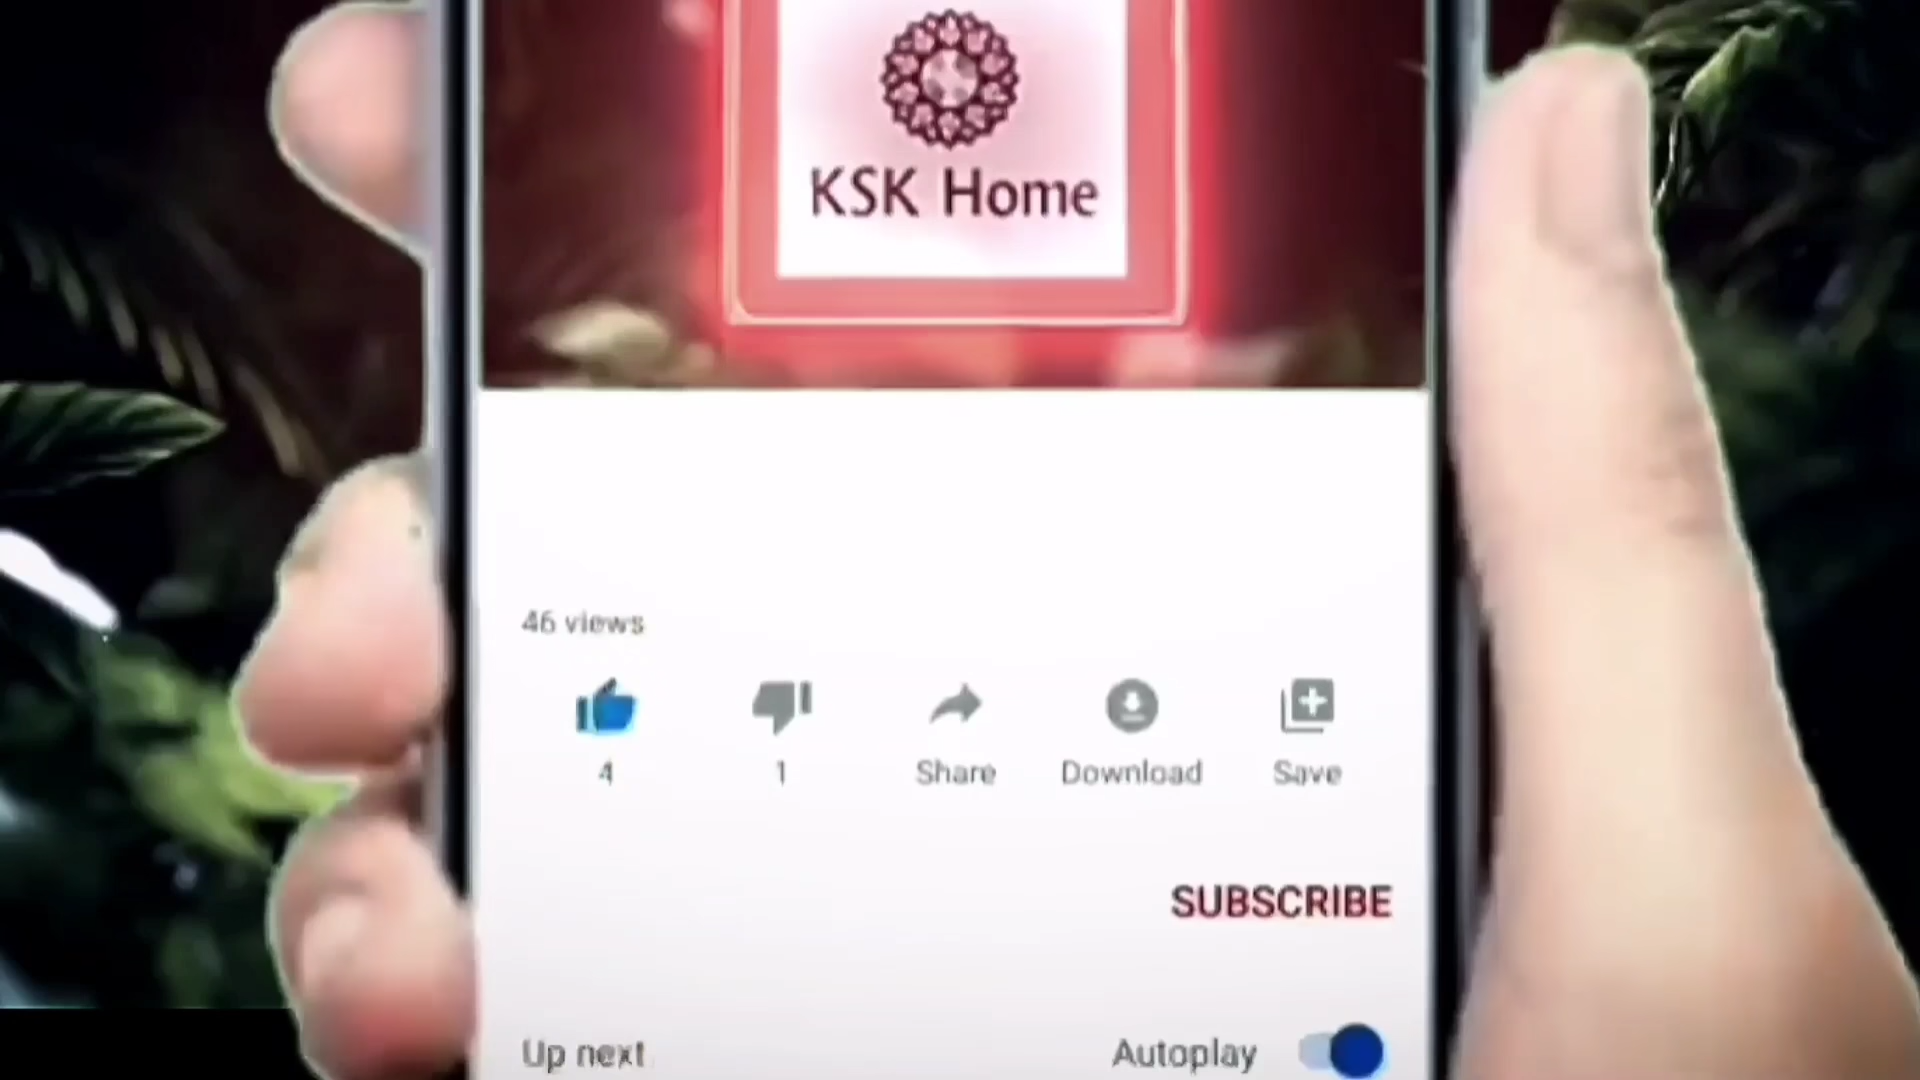 KSK Home
46 views
4 1 Share Download Save
SUBSCRIBE
Up next Autoplay